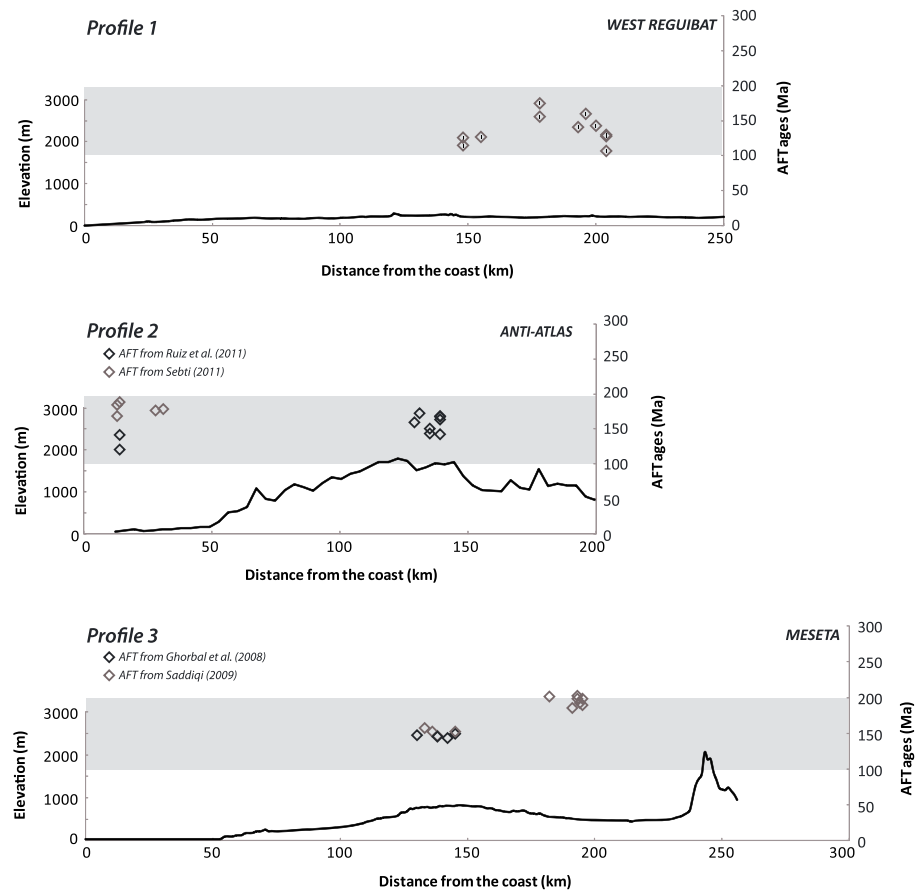 Profile 1
WEST REGUIBAT
300
250
200
150
100
50
0
AFT ages (Ma)
3000
2000
1000
0
Elevation (m)
0 50 100 150 200 250
Distance from the coast (km)
Profile 2
ANTI-ATLAS
AFT from Ruiz et al. (2011)
AFT from Sebti (2011)
300
250
200
150
100
50
0
AFT ages (Ma)
3000
2000
1000
0
Elevation (m)
0 50 100 150 200
Distance from the coast (km)
Profile 3
MESETA
AFT from Ghorbal et al. (2008)
AFT from Saddiqi (2009)
300
250
200
150
100
50
0
AFT ages (Ma)
3000
2000
1000
0
Elevation (m)
0 50 100 150 200 250 300
Distance from the coast (km)